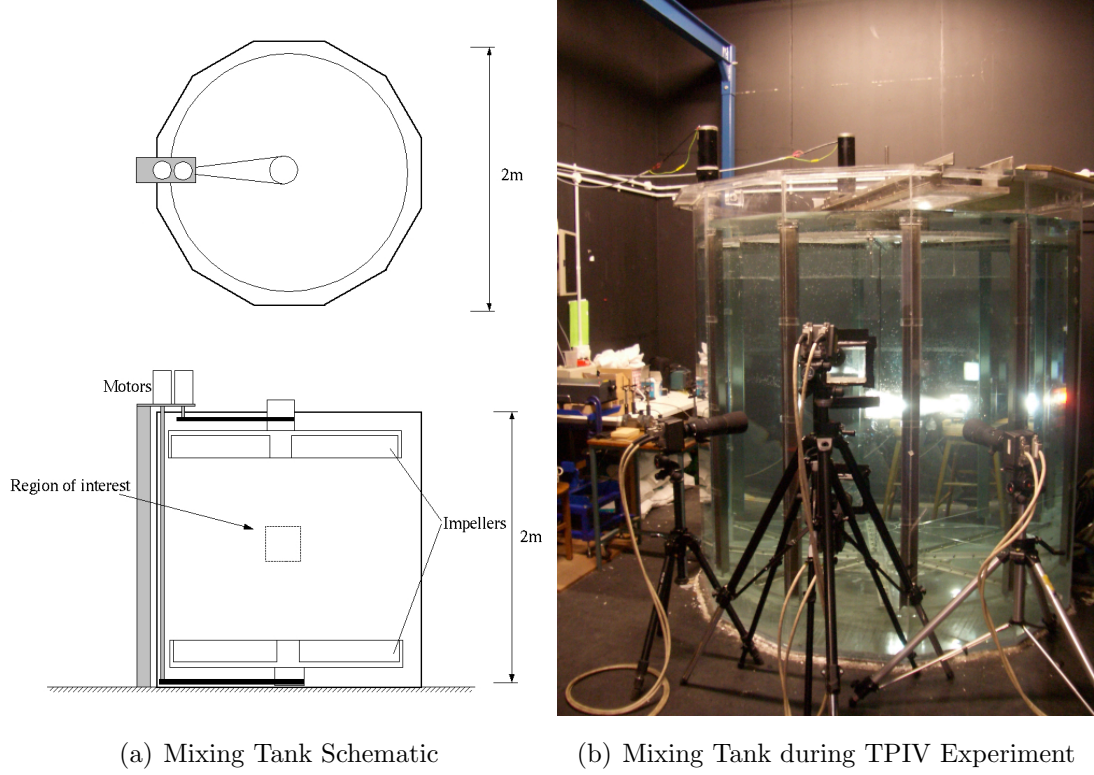 2m
Motors
Region of interest
Impellers
2m
(a) Mixing Tank Schematic
(b) Mixing Tank during TPIV Experiment